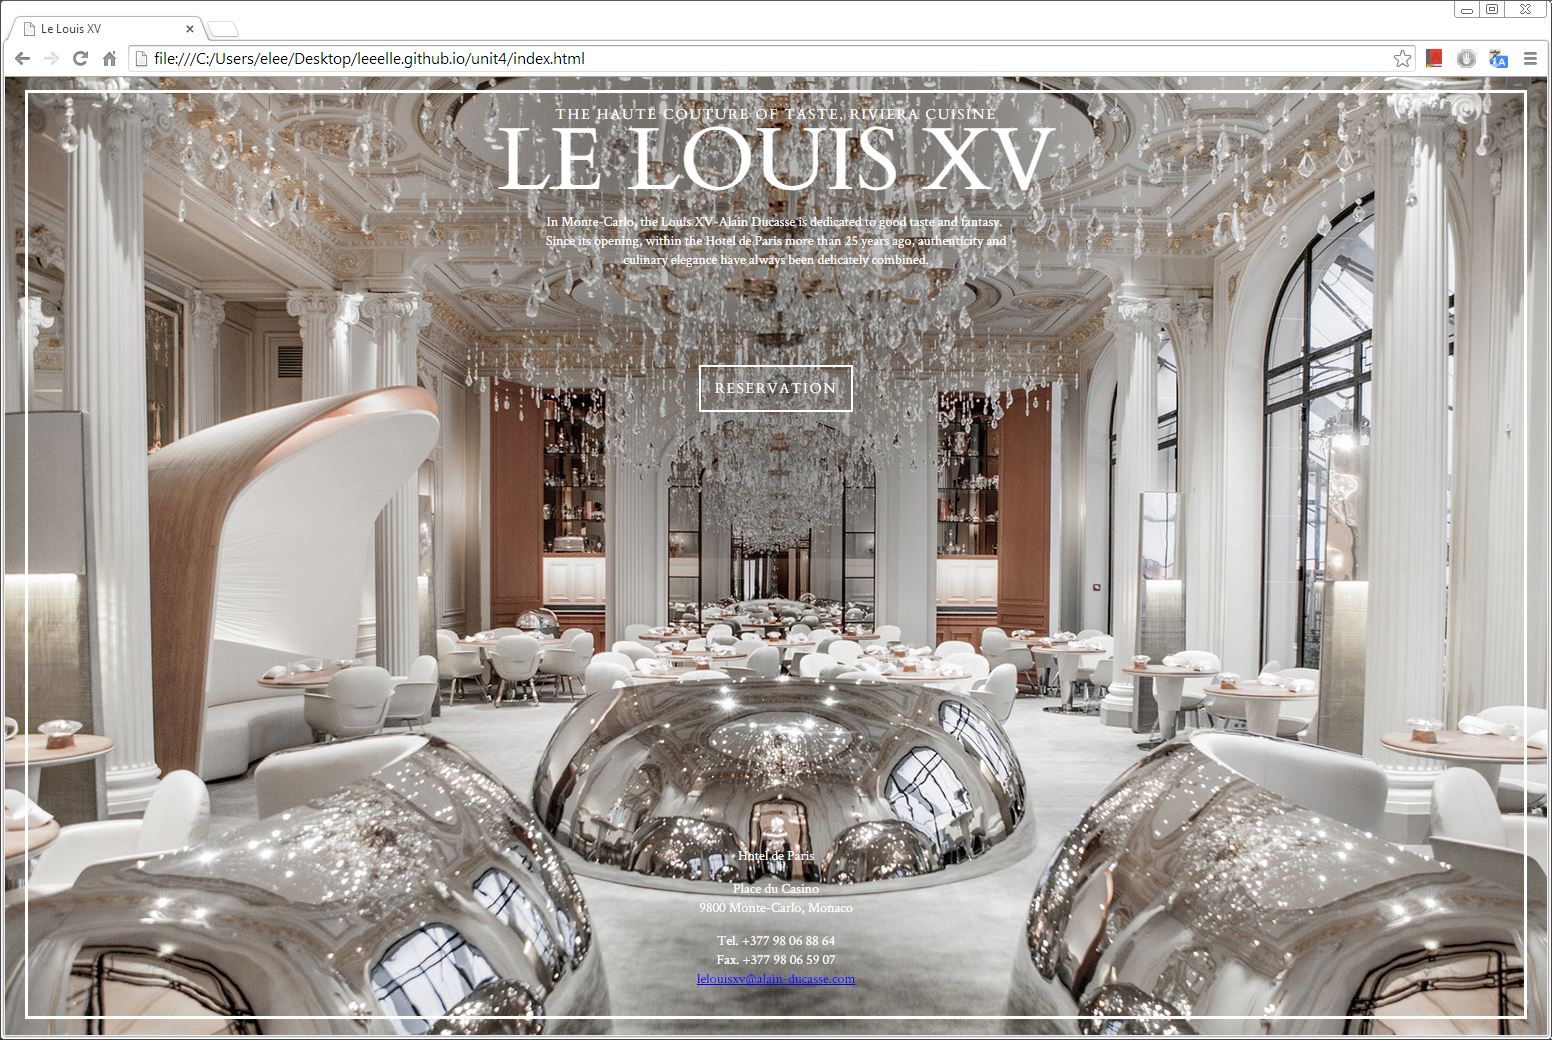 Le Louis XV
file:///C:/Users/elee/Desktop/leeelle.github.io/unit4/index.html
THE HAUTE COUTURE OF TASTE, RIVIERA CUISINE
LE LOUIS XV
In Monte-Carlo, the Louis XV-Alain Ducasse is dedicated to good taste and fantasy.
Since its opening, within the Hotel de Paris more than 25 years ago, authenticity and
culinary elegance have always been delicately combined.
RESERVATION
Hotel de Paris
Place du Casino
9800 Monte-Carlo, Monaco
Tel. +377 98 06 88 64
Fax. +377 98 06 59 07
lelouisxv@alain-ducasse.com